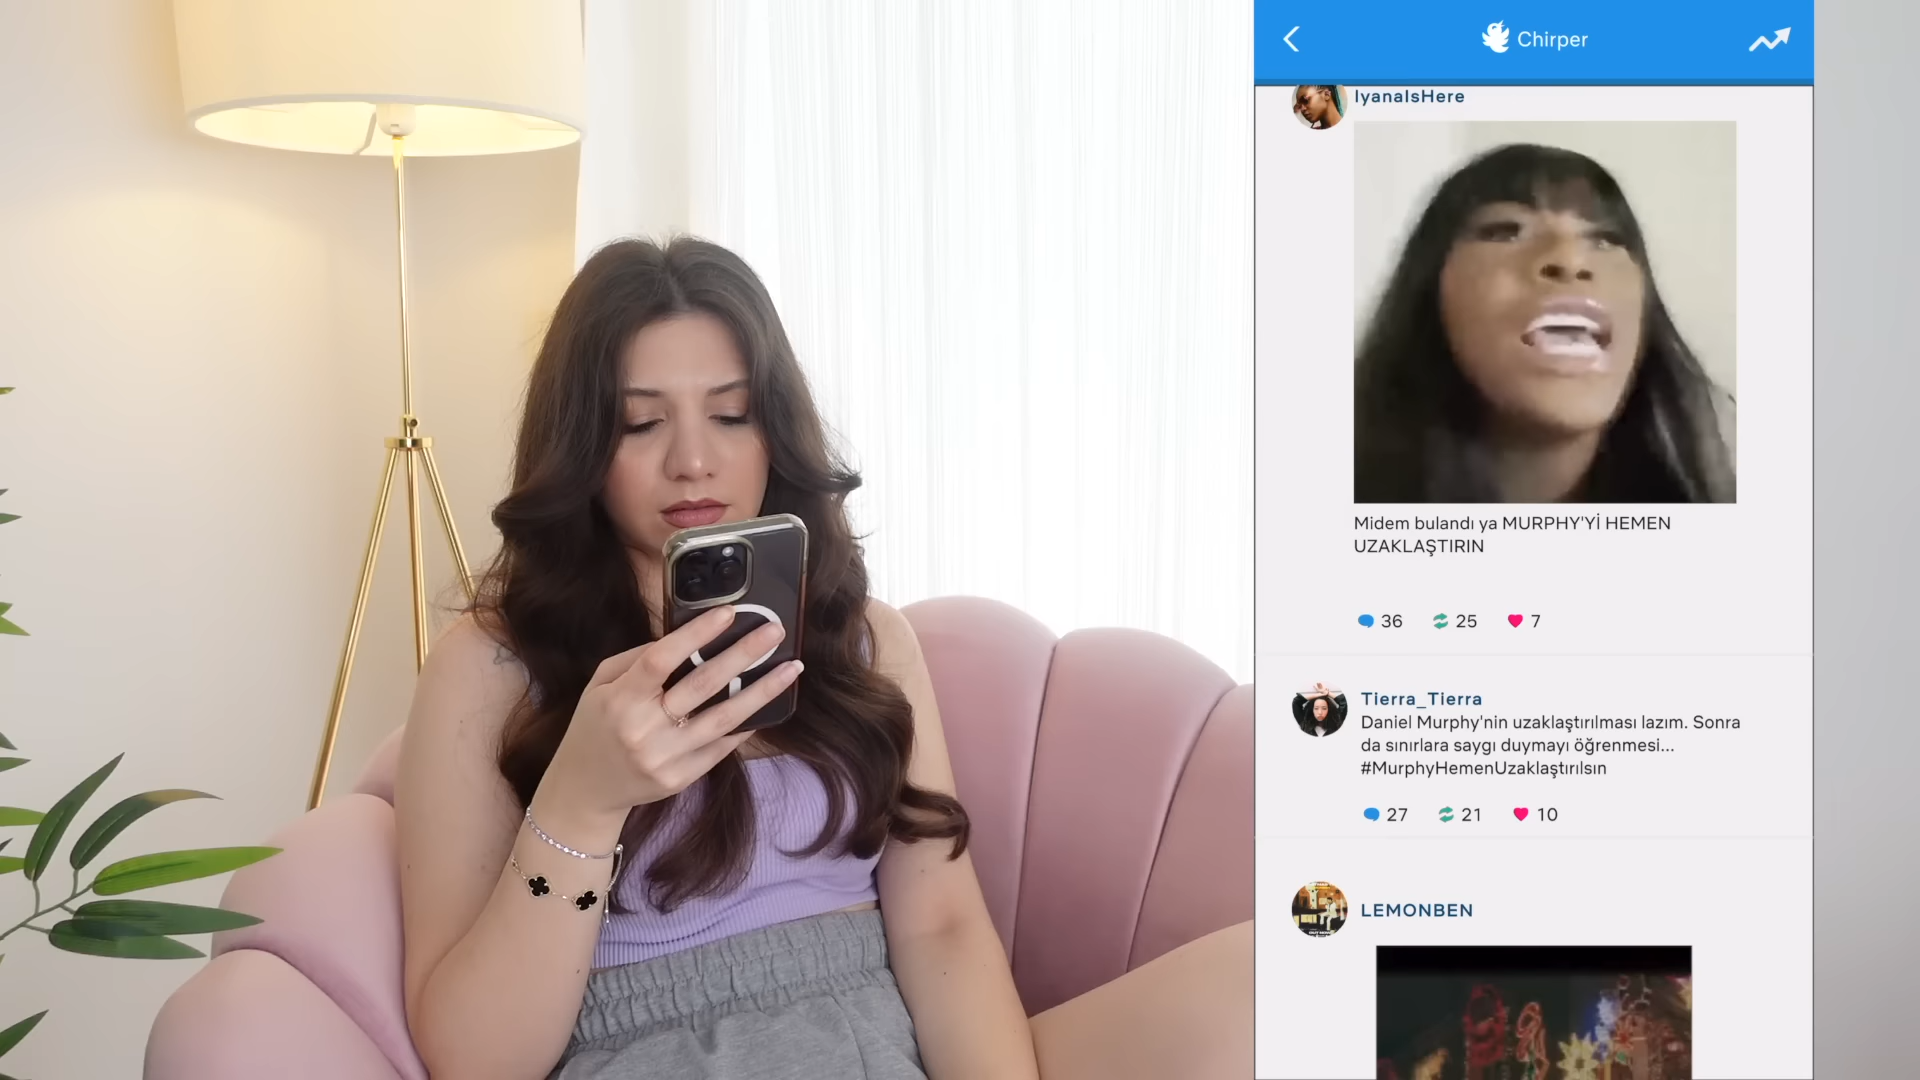 Chirper
IyanaIsHere
Midem bulandı ya MURPHY'Yİ HEMEN
UZAKLAŞTIRIN
36 25 7
Tierra_Tierra
Daniel Murphy'nin uzaklaştırılması lazım. Sonra
da sınırlara saygı duymayı öğrenmesi...
#MurphyHemenUzaklaştırılsın
27 21 10
LEMONBEN